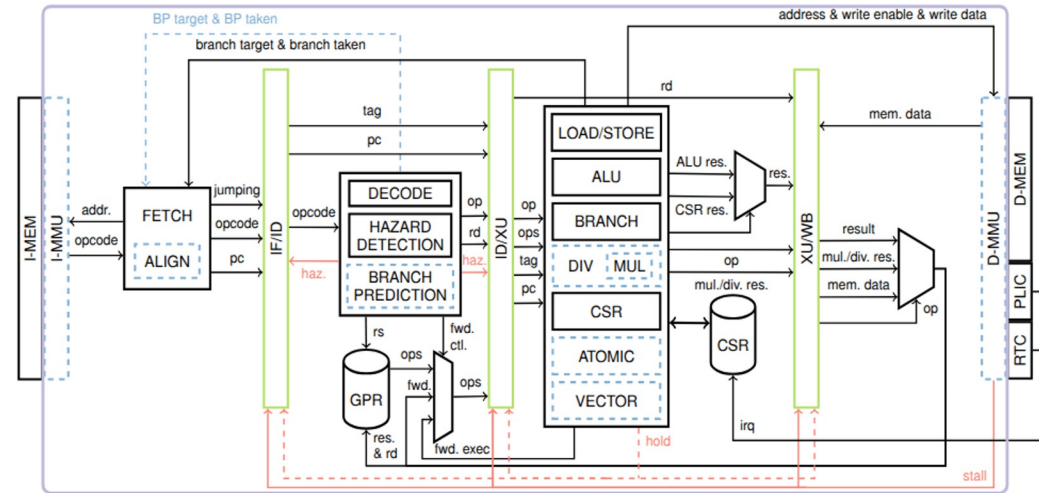 BP target & BP taken
address & write enable & write data
branch target & branch taken
rd
tag
mem. data
pc
LOAD/STORE
ALU res.
res.
CSR res.
ALU
DECODE
jumping
addr.
FETCH
opcode
opcode
op
op
HAZARD
DETECTION
rd
ops
BRANCH
result
opcode
ALIGN
pc
haz.
haz.
BRANCH
PREDICTION
tag
pc
DIV
MUL
op
mul./div. res.
mul./div. res.
mem. data
op
I-MEM
I-MMU
IF/ID
ID/XU
XU/WB
D-MMU
D-MEM
PLIC
RTC
CSR
CSR
rs
fwd.
ctl.
ops
fwd.
ops
GPR
ATOMIC
VECTOR
res.
& rd
fwd. exec
hold
irq
stall